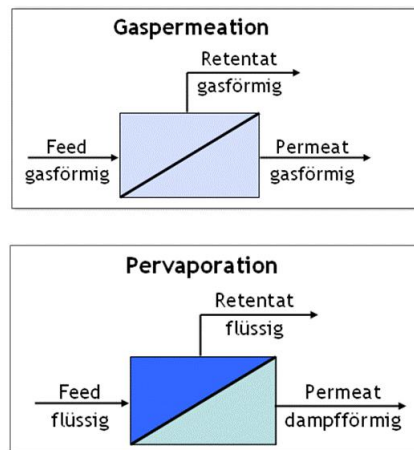 Gaspermeation
Retentat
gasförmig
Feed
gasförmig
Permeat
gasförmig
Pervaporation
Retentat
flüssig
Feed
flüssig
Permeat
dampfförmig